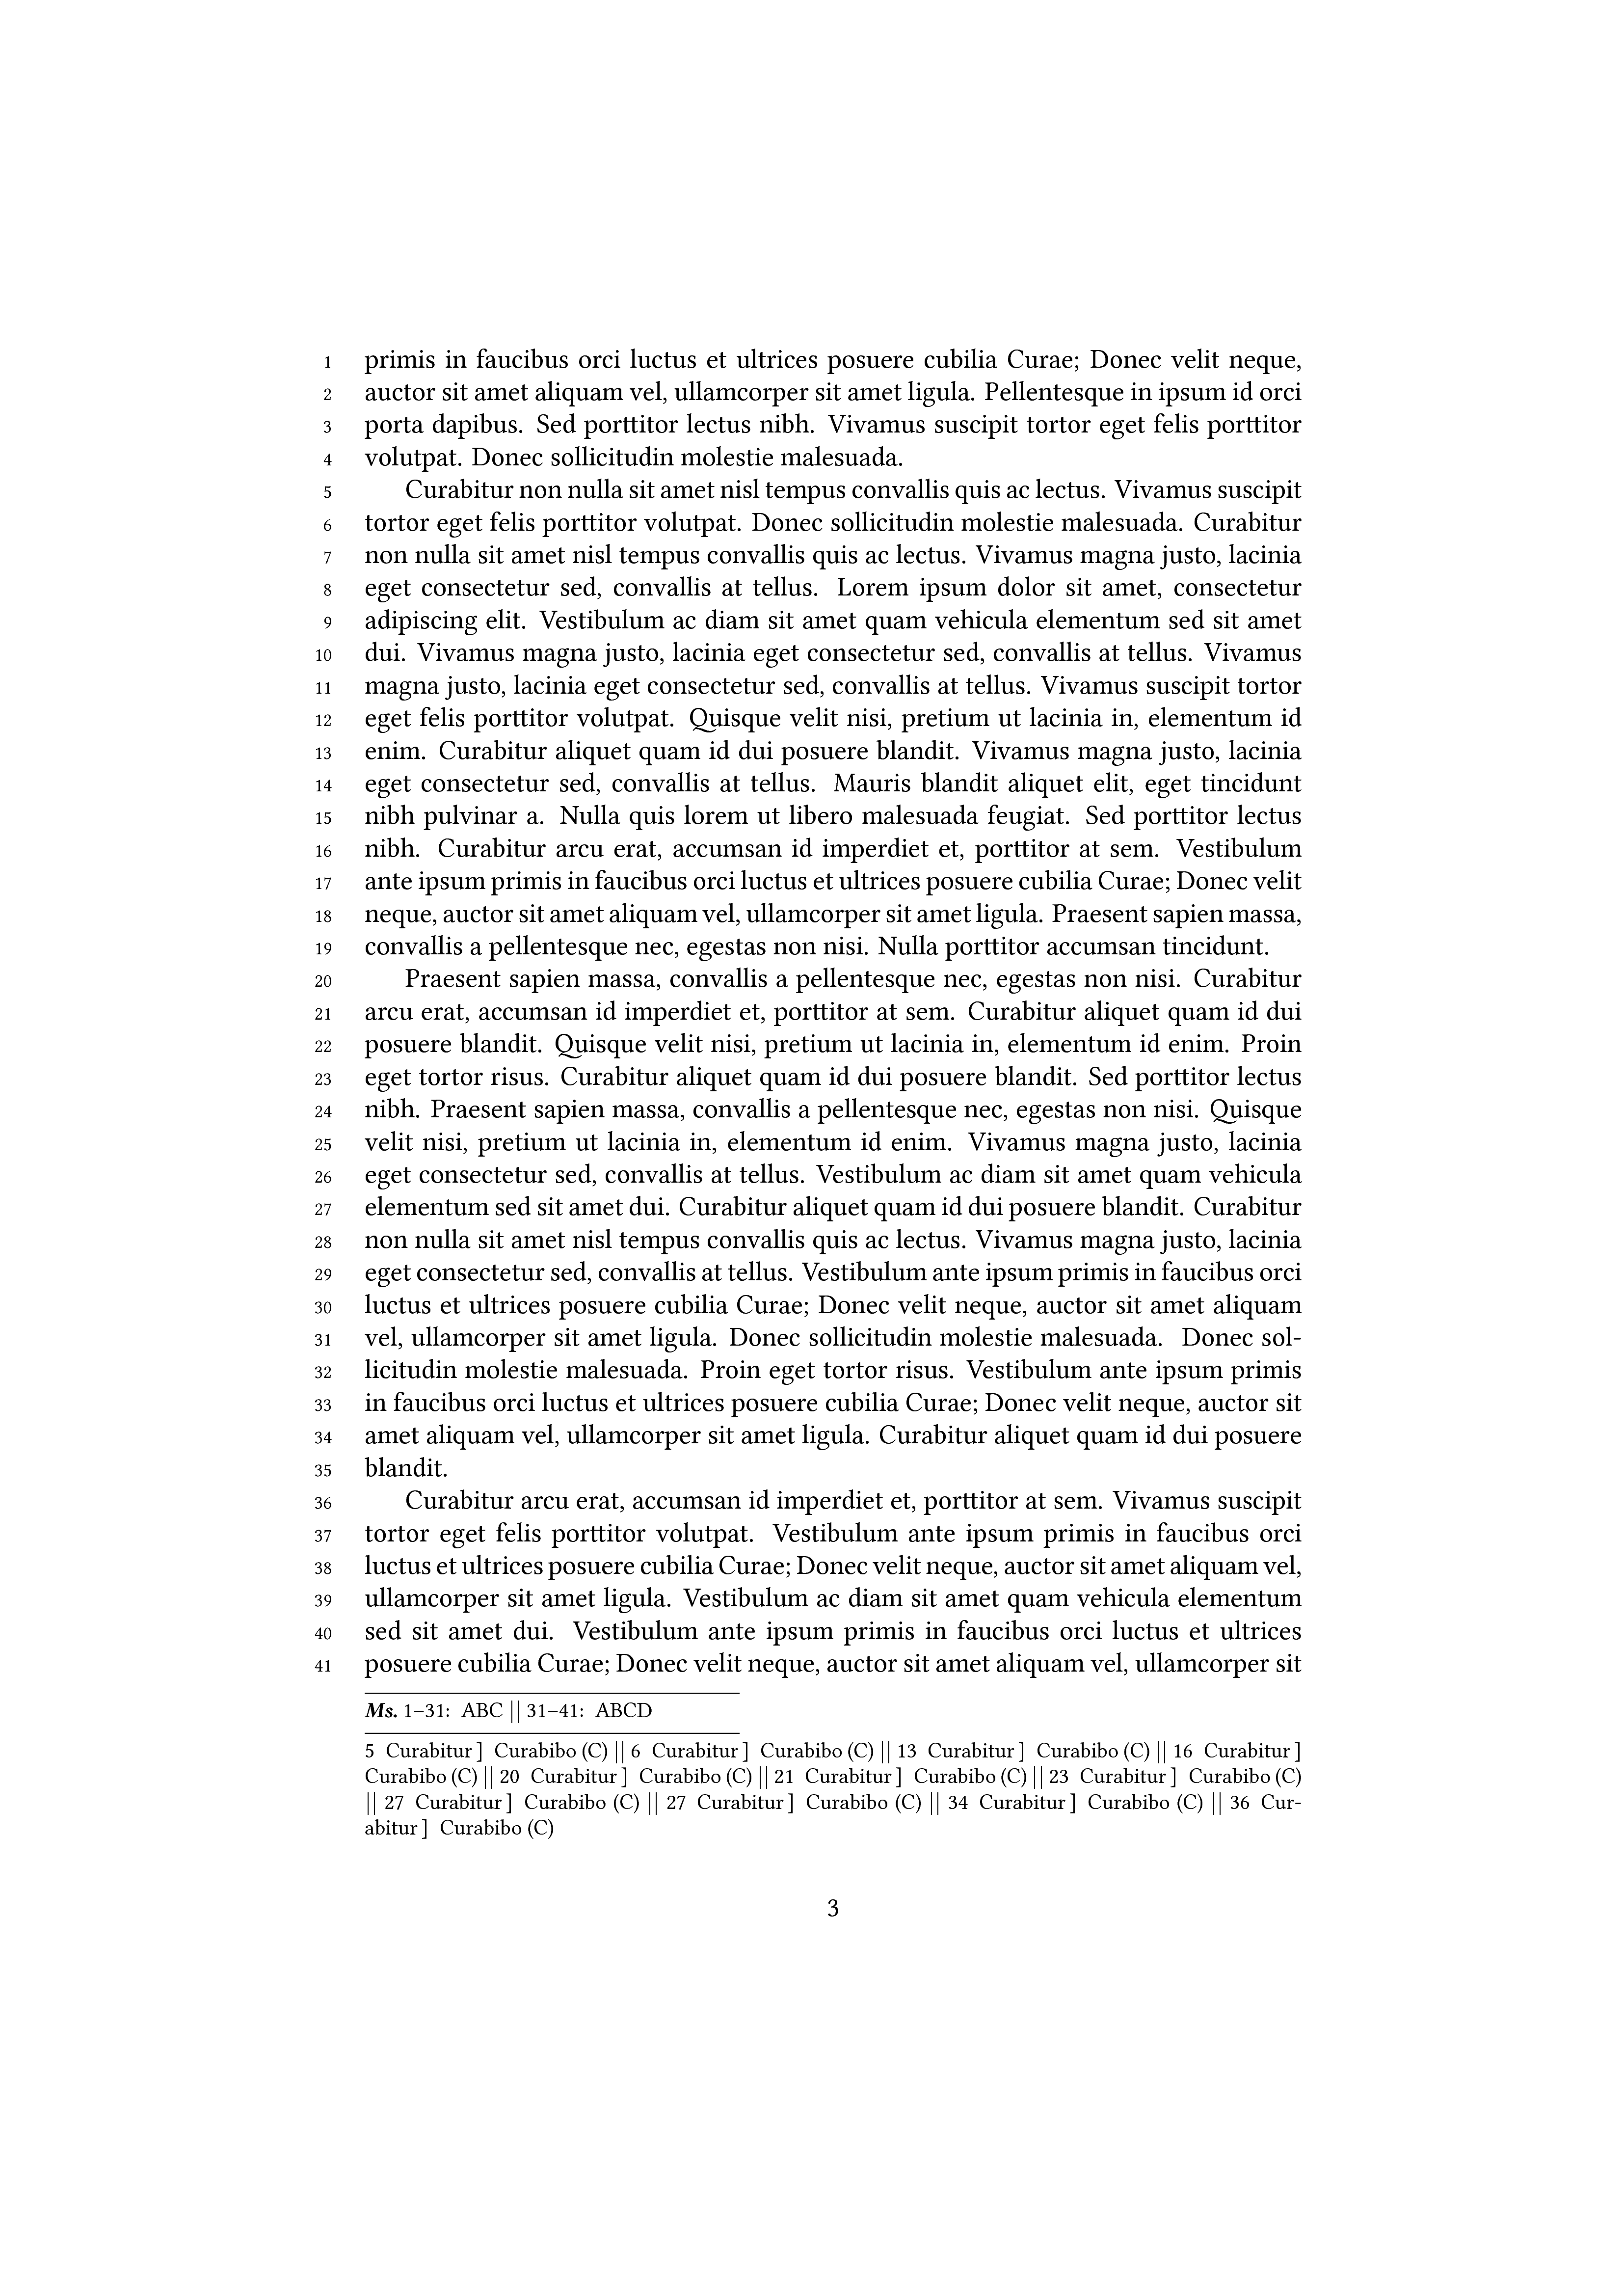 1 primis in faucibus orci luctus et ultrices posuere cubilia Curae; Donec velit neque,
2 auctor sit amet aliquam vel, ullamcorper sit amet ligula. Pellentesque in ipsum id orci
3 porta dapibus. Sed porttitor lectus nibh. Vivamus suscipit tortor eget felis porttitor
4 volutpat. Donec sollicitudin molestie malesuada.
5 Curabitur non nulla sit amet nisl tempus convallis quis ac lectus. Vivamus suscipit
6 tortor eget felis porttitor volutpat. Donec sollicitudin molestie malesuada. Curabitur
7 non nulla sit amet nisl tempus convallis quis ac lectus. Vivamus magna justo, lacinia
8 eget consectetur sed, convallis at tellus. Lorem ipsum dolor sit amet, consectetur
9 adipiscing elit. Vestibulum ac diam sit amet quam vehicula elementum sed sit amet
10 dui. Vivamus magna justo, lacinia eget consectetur sed, convallis at tellus. Vivamus
11 magna justo, lacinia eget consectetur sed, convallis at tellus. Vivamus suscipit tortor
12 eget felis porttitor volutpat. Quisque velit nisi, pretium ut lacinia in, elementum id
13 enim. Curabitur aliquet quam id dui posuere blandit. Vivamus magna justo, lacinia
14 eget consectetur sed, convallis at tellus. Mauris blandit aliquet elit, eget tincidunt
15 nibh pulvinar a. Nulla quis lorem ut libero malesuada feugiat. Sed porttitor lectus
16 nibh. Curabitur arcu erat, accumsan id imperdiet et, porttitor at sem. Vestibulum
17 ante ipsum primis in faucibus orci luctus et ultrices posuere cubilia Curae; Donec velit
18 neque, auctor sit amet aliquam vel, ullamcorper sit amet ligula. Praesent sapien massa,
19 convallis a pellentesque nec, egestas non nisi. Nulla porttitor accumsan tincidunt.
20 Praesent sapien massa, convallis a pellentesque nec, egestas non nisi. Curabitur
21 arcu erat, accumsan id imperdiet et, porttitor at sem. Curabitur aliquet quam id dui
22 posuere blandit. Quisque velit nisi, pretium ut lacinia in, elementum id enim. Proin
23 eget tortor risus. Curabitur aliquet quam id dui posuere blandit. Sed porttitor lectus
24 nibh. Praesent sapien massa, convallis a pellentesque nec, egestas non nisi. Quisque
25 velit nisi, pretium ut lacinia in, elementum id enim. Vivamus magna justo, lacinia
26 eget consectetur sed, convallis at tellus. Vestibulum ac diam sit amet quam vehicula
27 elementum sed sit amet dui. Curabitur aliquet quam id dui posuere blandit. Curabitur
28 non nulla sit amet nisl tempus convallis quis ac lectus. Vivamus magna justo, lacinia
29 eget consectetur sed, convallis at tellus. Vestibulum ante ipsum primis in faucibus orci
30 luctus et ultrices posuere cubilia Curae; Donec velit neque, auctor sit amet aliquam
31 vel, ullamcorper sit amet ligula. Donec sollicitudin molestie malesuada. Donec sol-
32 licitudin molestie malesuada. Proin eget tortor risus. Vestibulum ante ipsum primis
33 in faucibus orci luctus et ultrices posuere cubilia Curae; Donec velit neque, auctor sit
34 amet aliquam vel, ullamcorper sit amet ligula. Curabitur aliquet quam id dui posuere
35 blandit.
36 Curabitur arcu erat, accumsan id imperdiet et, porttitor at sem. Vivamus suscipit
37 tortor eget felis porttitor volutpat. Vestibulum ante ipsum primis in faucibus orci
38 luctus et ultrices posuere cubilia Curae; Donec velit neque, auctor sit amet aliquam vel,
39 ullamcorper sit amet ligula. Vestibulum ac diam sit amet quam vehicula elementum
40 sed sit amet dui. Vestibulum ante ipsum primis in faucibus orci luctus et ultrices
41 posuere cubilia Curae; Donec velit neque, auctor sit amet aliquam vel, ullamcorper sit
Ms. 1–31: ABC || 31–41: ABCD
5 Curabitur ] Curabibo (C) || 6 Curabitur ] Curabibo (C) || 13 Curabitur ] Curabibo (C) || 16 Curabitur ]
Curabibo (C) || 20 Curabitur ] Curabibo (C) || 21 Curabitur ] Curabibo (C) || 23 Curabitur ] Curabibo (C)
|| 27 Curabitur ] Curabibo (C) || 27 Curabitur ] Curabibo (C) || 34 Curabitur ] Curabibo (C) || 36 Cur-
abitur ] Curabibo (C)
3